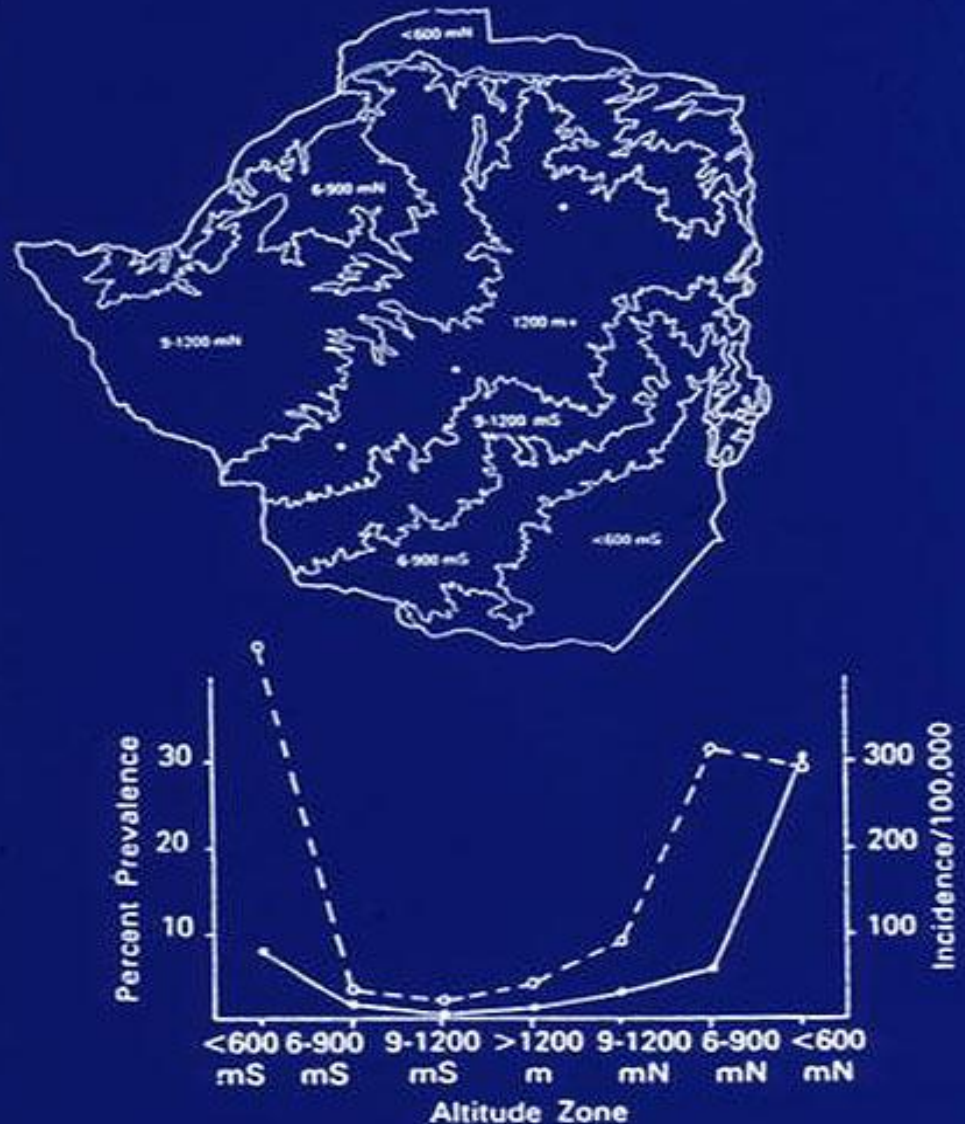 <600 mN
6-900 mN
9-1200 mN
1200 m+
9-1200 mS
<600 mS
6-900 mS
Percent Prevalence
30
20
10
300
200
100
Incidence/100,000
<600 6-900 9-1200 >1200 9-1200 6-900 <600
mS mS mS m mN mN mN
Altitude Zone